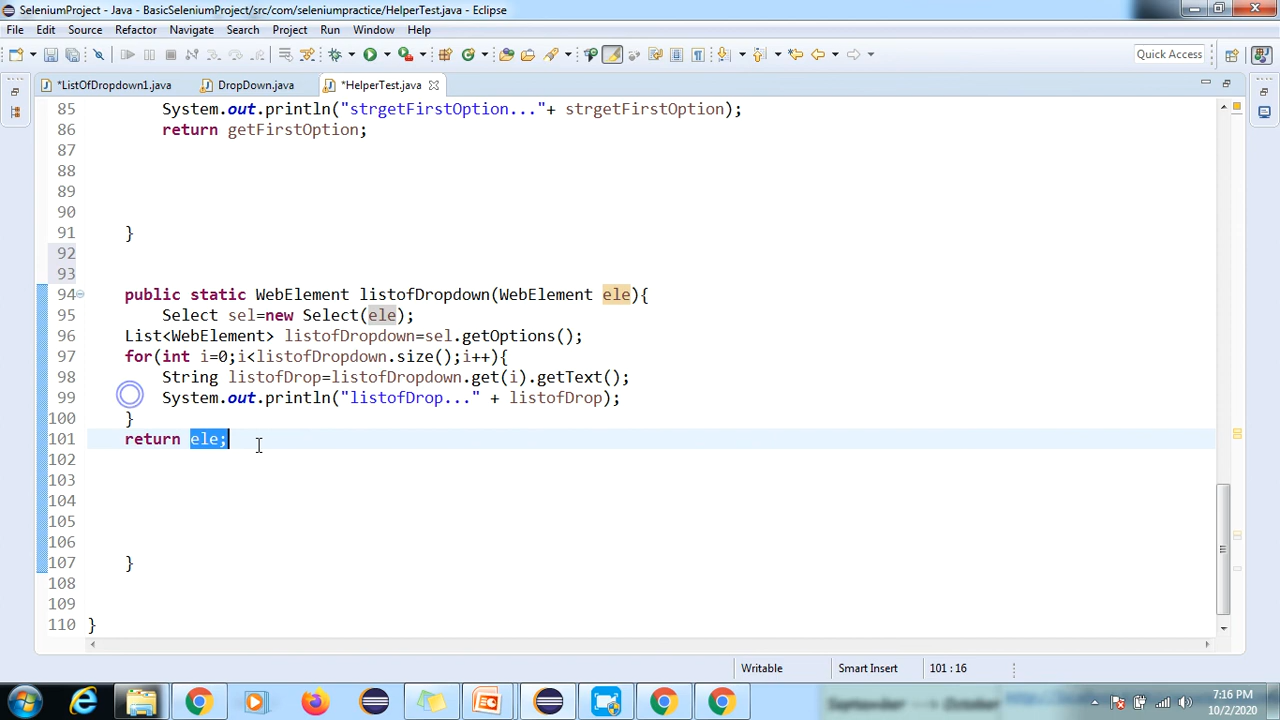 SeleniumProject - Java - BasicSeleniumProject/src/com/seleniumpractice/HelperTest.java - Eclipse
File Edit Source Refactor Navigate Search Project Run Window Help
Quick Access
*ListOfDropdown1.java DropDown.java *HelperTest.java
85 System.out.println("strgetFirstOption..."+ strgetFirstOption);
86 return getFirstOption;
87
88
89
90
91 }
92
93
94 public static WebElement listofDropdown(WebElement ele){
95 Select sel=new Select(ele);
96 List<WebElement> listofDropdown=sel.getOptions();
97 for(int i=0;i<listofDropdown.size();i++){
98 String listofDrop=listofDropdown.get(i).getText();
99 System.out.println("listofDrop..." + listofDrop);
100 }
101 return ele;
102
103
104
105
106
107 }
108
109
110 }
Writable Smart Insert 101 : 16
7:16 PM
10/2/2020